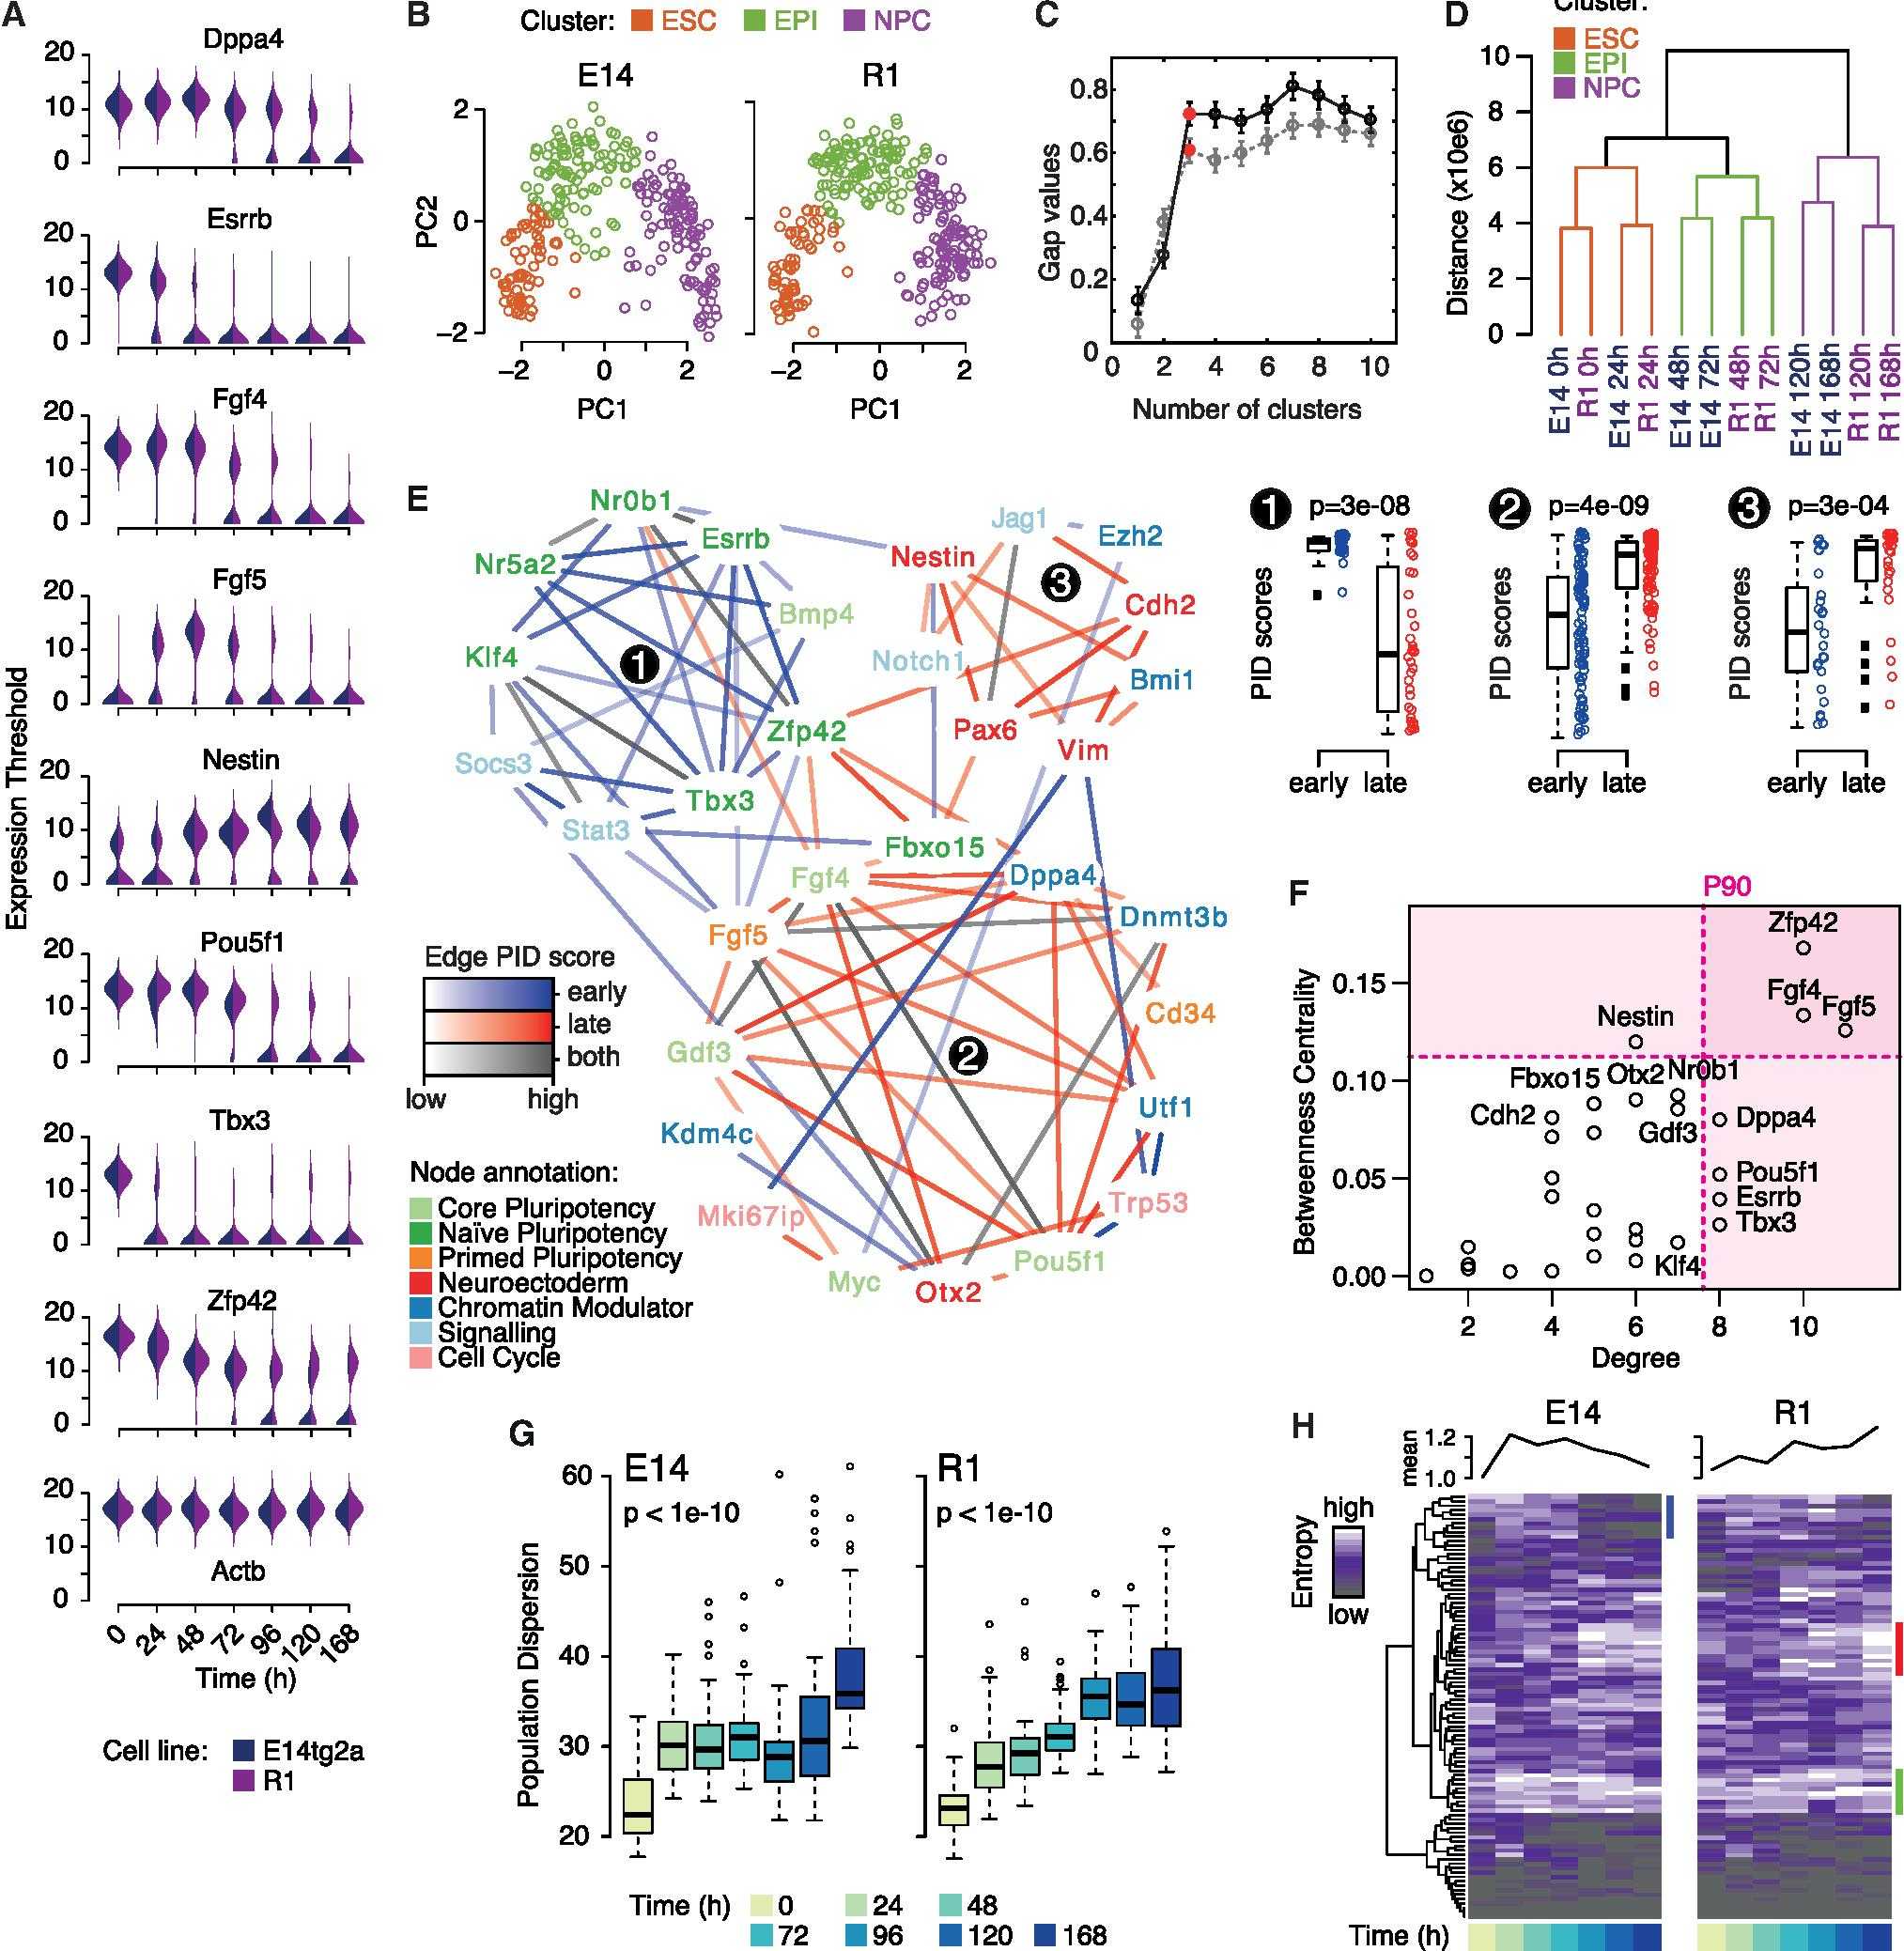 A
Dppa4
20
10
0
Esrrb
20
10
0
Fgf4
20
10
0
Fgf5
20
10
0
Nestin
20
10
0
Pou5f1
20
10
0
Tbx3
20
10
0
Zfp42
20
10
0
20
10
Actb
0
Expression Threshold
0 24 48 72 96 120 168
Time (h)
Cell line: E14tg2a
R1
B
Cluster: ESC EPI NPC
E14 R1
PC2
2
0
−2
−2 0 2
−2 0 2
PC1 PC1
C
Gap values
0.8
0.6
0.4
0.2
0
0 2 4 6 8 10
Number of clusters
D
Cluster:
ESC
EPI
NPC
Distance (x10e6)
10
8
6
4
2
0
E14 0h
R1 0h
E14 24h
R1 24h
E14 48h
E14 72h
R1 48h
R1 72h
E14 120h
E14 168h
R1 120h
R1 168h
E
Nr0b1
Jag1
Ezh2
Esrrb
Nestin
Nr5a2
Cdh2
Bmp4
3
Klf4
1
Notch1
Bmi1
Zfp42
Pax6
Vim
Socs3
Tbx3
Stat3
Fbxo15
Fgf4
Dppa4
Dnmt3b
Fgf5
Cd34
Gdf3
2
Utf1
Kdm4c
Mki67ip
Trp53
Myc
Otx2
Pou5f1
Edge PID score
early
late
both
low high
Node annotation:
Core Pluripotency
Naïve Pluripotency
Primed Pluripotency
Neuroectoderm
Chromatin Modulator
Signalling
Cell Cycle
1 p=3e-08
PID scores
early late
2 p=4e-09
PID scores
early late
3 p=3e-04
PID scores
early late
F
P90
Zfp42
Fgf4
Fgf5
Nestin
Fbxo15
Otx2
Nr0b1
Cdh2
Gdf3
Dppa4
Pou5f1
Esrrb
Tbx3
Klf4
Betweenness Centrality
0.15
0.10
0.05
0.00
2 4 6 8 10
Degree
G
E14 R1
p < 1e-10 p < 1e-10
Population Dispersion
60
50
40
30
20
Time (h) 0 24 48
72 96 120 168
H
E14 R1
mean
1.2
1.0
Entropy
high
low
Time (h)